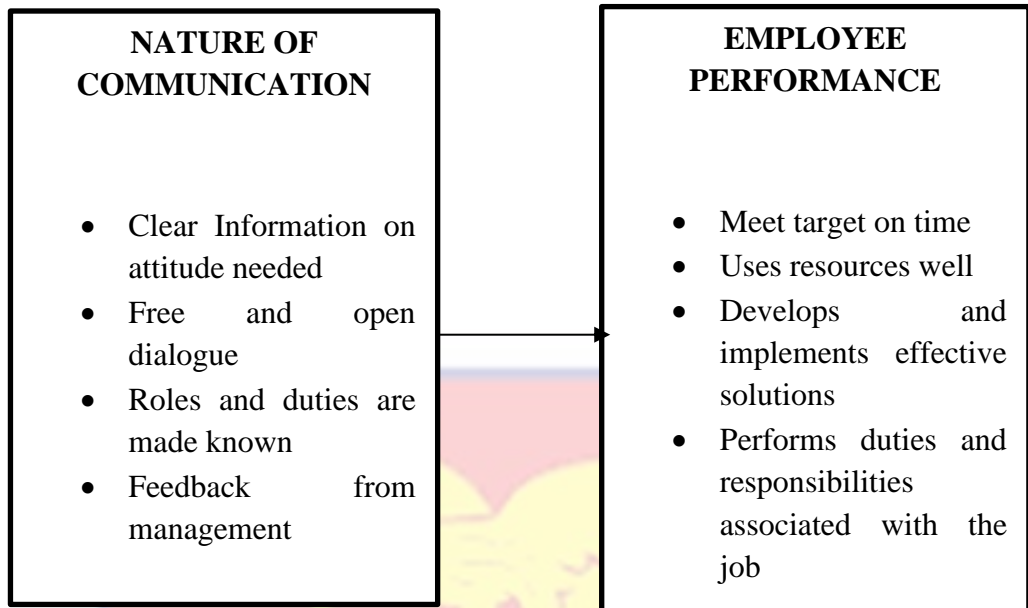 NATURE OF
COMMUNICATION
• Clear Information on
attitude needed
• Free and open
dialogue
• Roles and duties are
made known
• Feedback from
management
EMPLOYEE
PERFORMANCE
• Meet target on time
• Uses resources well
• Develops and
implements effective
solutions
• Performs duties and
responsibilities
associated with the
job